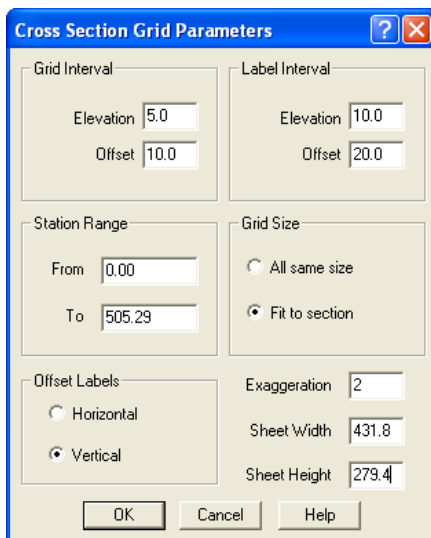 Cross Section Grid Parameters
Grid Interval
Elevation 5.0
Offset 10.0
Label Interval
Elevation 10.0
Offset 20.0
Station Range
From 0.00
To 505.29
Grid Size
All same size
Fit to section
Offset Labels
Horizontal
Vertical
Exaggeration 2
Sheet Width 431.8
Sheet Height 279.4
OK Cancel Help